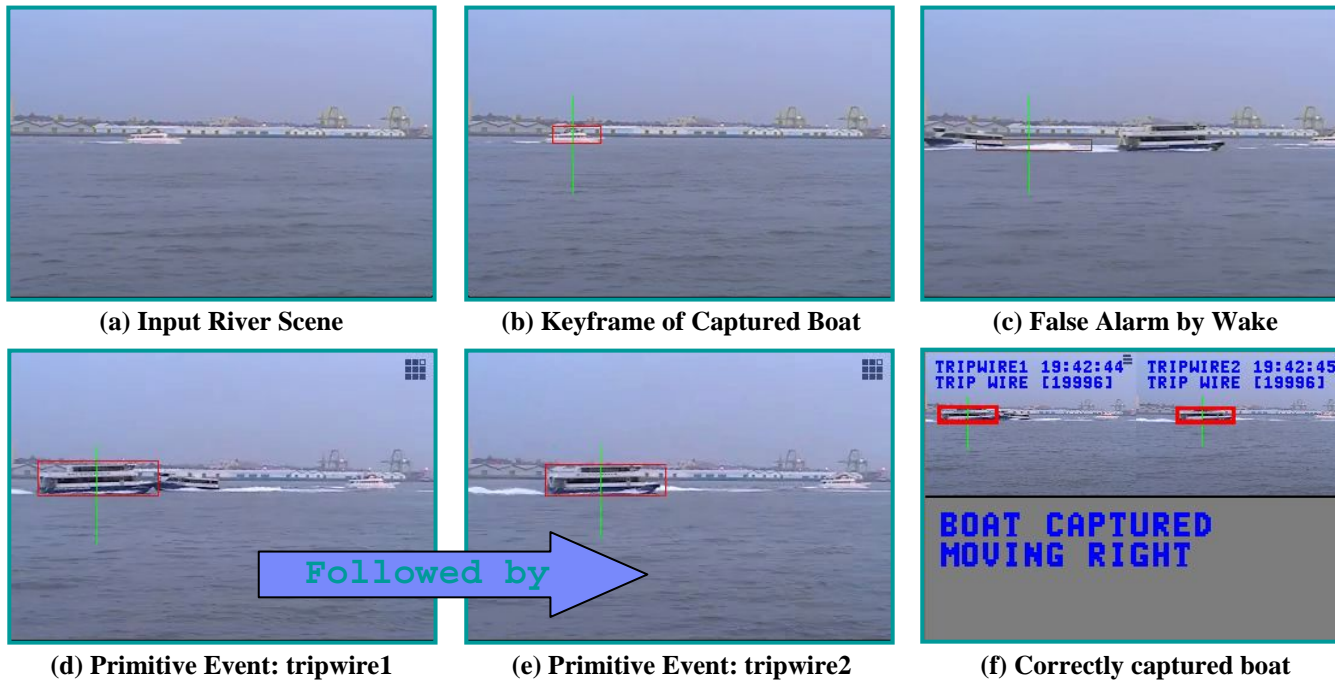 (a) Input River Scene
(b) Keyframe of Captured Boat
(c) False Alarm by Wake
TRIPWIRE1 19:42:44
TRIP WIRE [19996]
TRIPWIRE2 19:42:45
TRIP WIRE [19996]
BOAT CAPTURED
MOVING RIGHT
Followed by
(d) Primitive Event: tripwire1
(e) Primitive Event: tripwire2
(f) Correctly captured boat